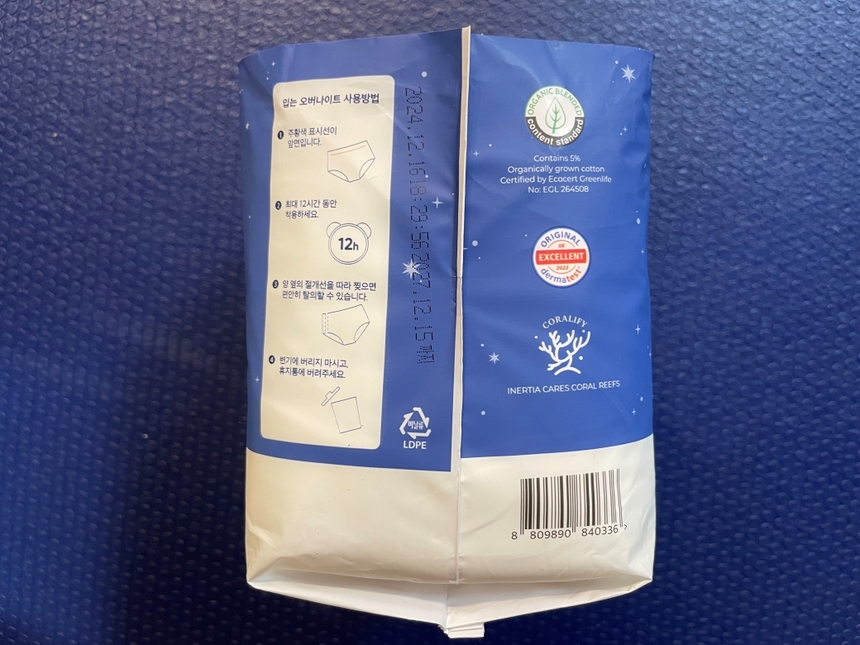 입는 오버나이트 사용방법
1 주황색 표시선이
앞면입니다.
2 최대 12시간 동안
착용하세요.
12h
3 양 옆의 절개선을 따라 찢으면
편안히 탈의할 수 있습니다.
4 변기에 버리지 마시고,
휴지통에 버려주세요.
2024.12.16 18:29:56 2027.12.15 까지
비닐류
LDPE
ORGANIC BLENDED
content standard
Contains 5%
Organically grown cotton
Certified by Ecocert Greenlife
No: EGL 264508
ORIGINAL
EXCELLENT
2022
dermatest
CORALIFY
INERTIA CARES CORAL REEFS
8 809890 840336